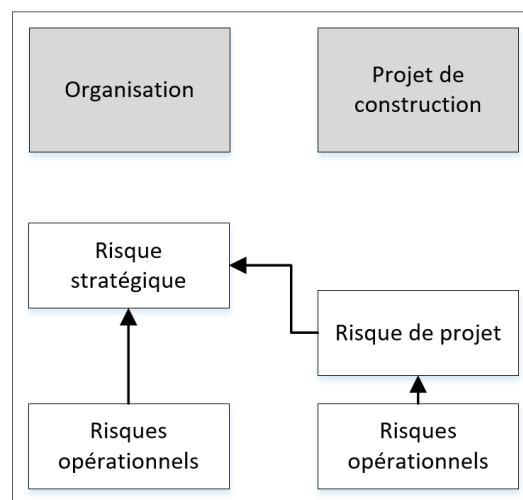 Organisation
Projet de
construction
Risque
stratégique
Risque de projet
Risques
opérationnels
Risques
opérationnels